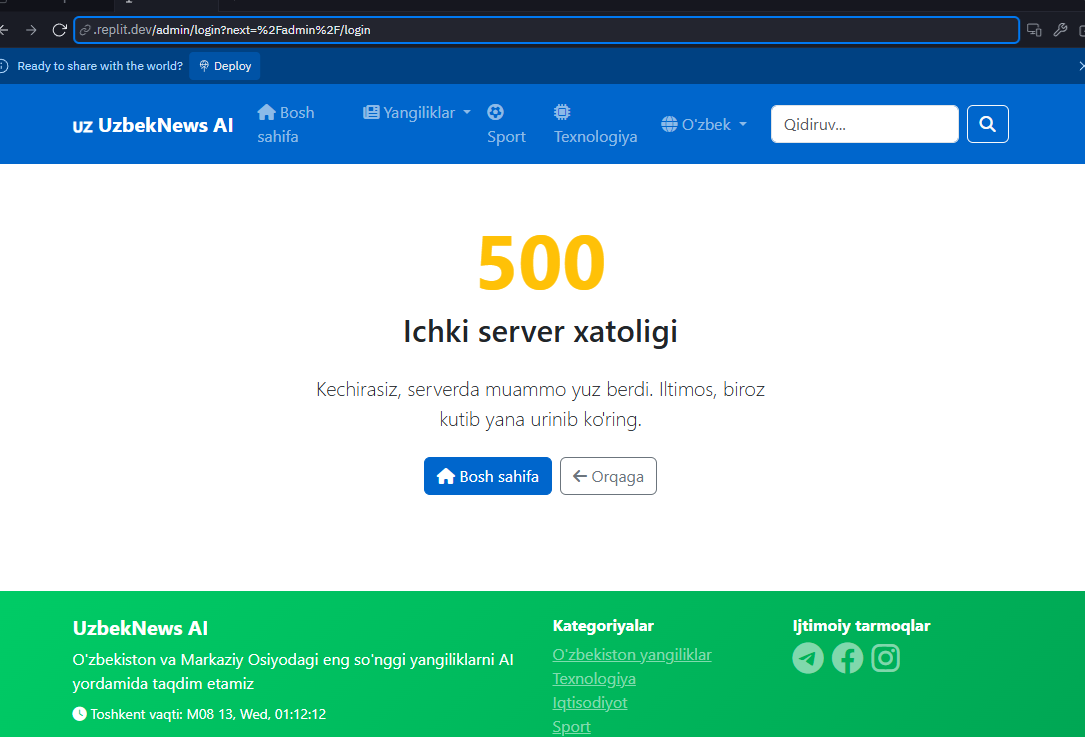 .replit.dev/admin/login?next=%2Fadmin%2F/login
Ready to share with the world? Deploy
UZ UzbekNews AI
Bosh sahifa
Yangiliklar
Sport
Texnologiya
O'zbek
Qidiruv...
500
Ichki server xatoligi
Kechirasiz, serverda muammo yuz berdi. Iltimos, biroz
kutib yana urinib ko'ring.
Bosh sahifa
Orqaga
UzbekNews AI
O'zbekiston va Markaziy Osiyodagi eng so'nggi yangiliklarni AI
yordamida taqdim etamiz
Toshkent vaqti: M08 13, Wed, 01:12:12
Kategoriyalar
O'zbekiston yangiliklar
Texnologiya
Iqtisodiyot
Sport
Ijtimoiy tarmoqlar